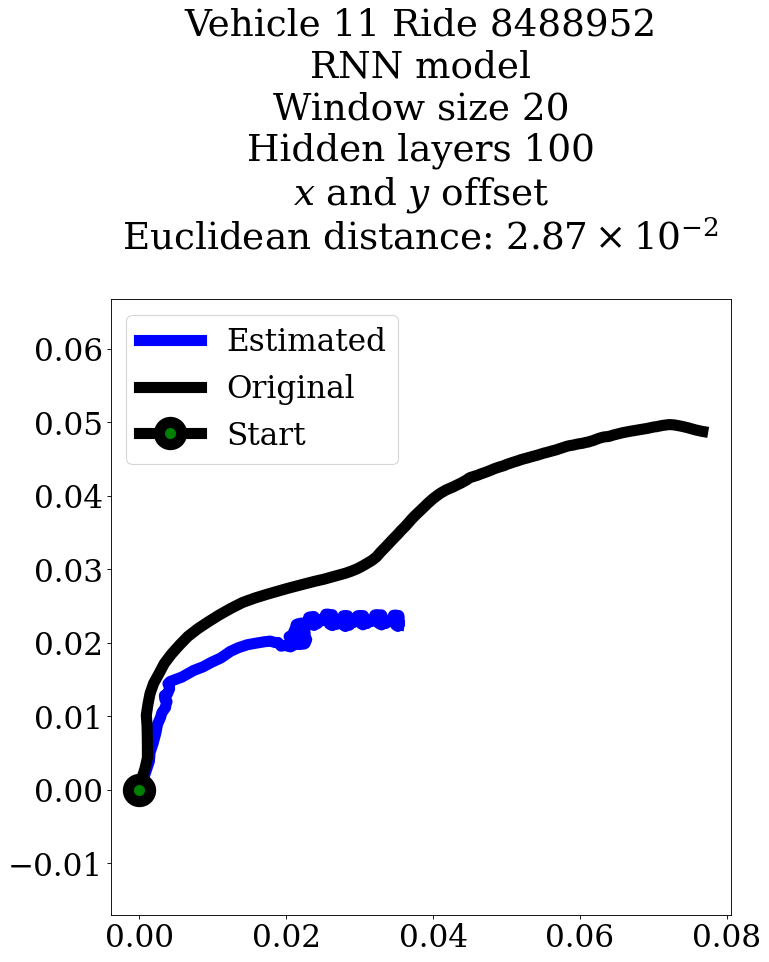 Vehicle 11 Ride 8488952
RNN model
Window size 20
Hidden layers 100
x and y offset
Euclidean distance: 2.87 × 10⁻²
Estimated
Original
Start
0.06
0.05
0.04
0.03
0.02
0.01
0.00
−0.01
0.00 0.02 0.04 0.06 0.08